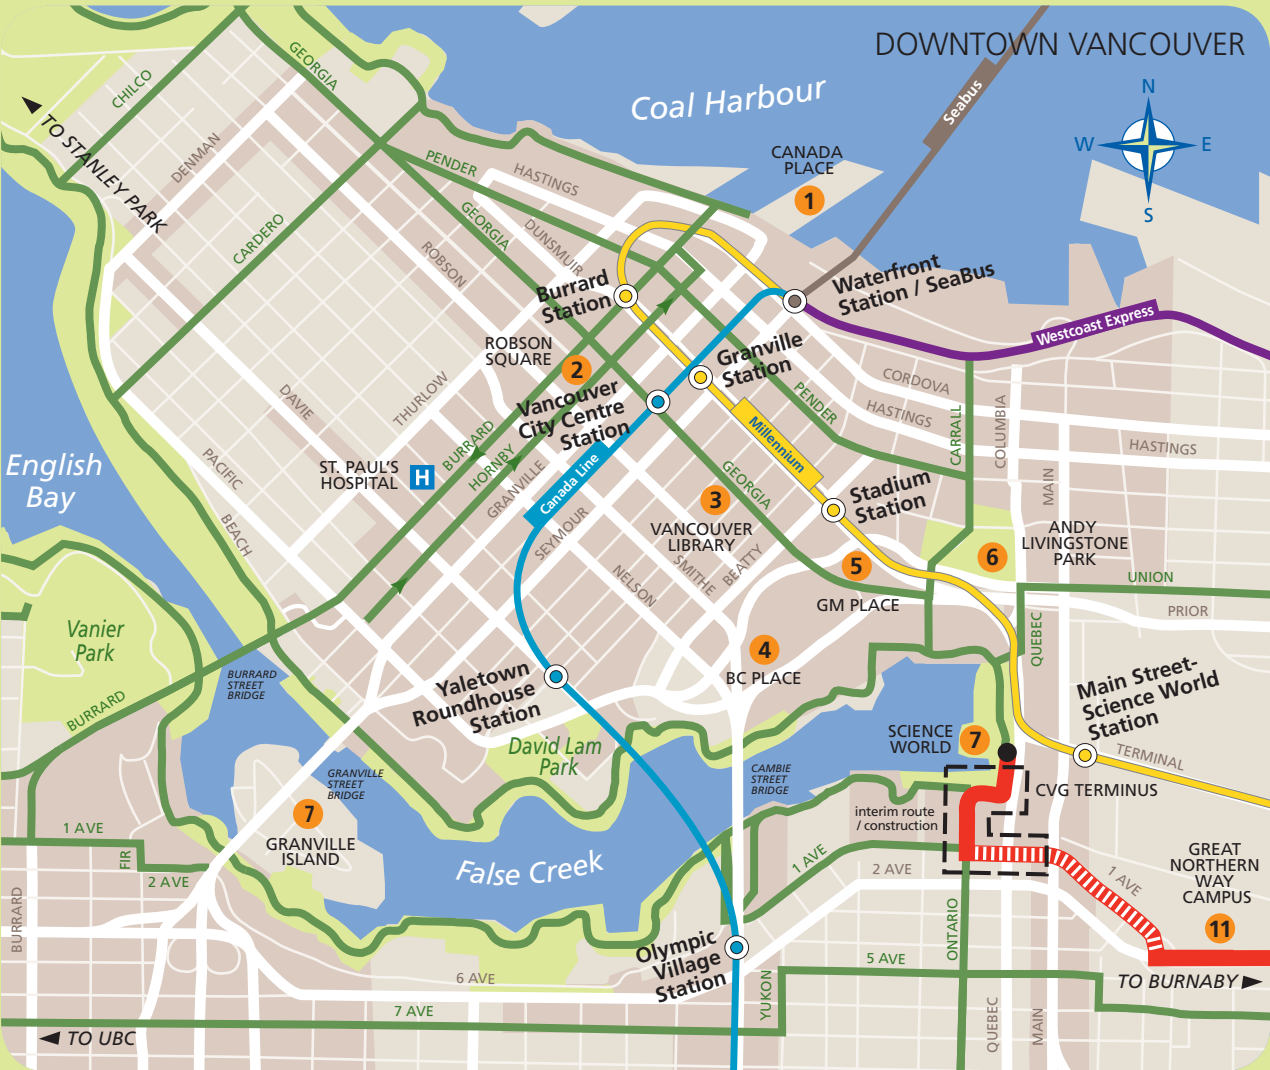 DOWNTOWN VANCOUVER
N
W
E
S
Coal Harbour
Seabus
CANADA
PLACE
1
GEORGIA
CHILCO
TO STANLEY PARK
DENMAN
PENDER
HASTINGS
CARDERO
GEORGIA
DUNSMUIR
ROBSON
Burrard
Station
Waterfront
Station / SeaBus
Westcoast Express
ROBSON
SQUARE
2
Granville
Station
Vancouver
City Centre
Station
PENDER
CORDOVA
HASTINGS
HASTINGS
CARRALL
COLUMBIA
MAIN
DAVIE
THURLOW
BURRARD
HORNBY
GRANVILLE
Millennium
Canada Line
English
Bay
PACIFIC
BEACH
ST. PAUL'S
HOSPITAL
H
GEORGIA
3
VANCOUVER
LIBRARY
Stadium
Station
SEYMOUR
NELSON
SMITHE
BEATTY
5
GM PLACE
6
ANDY
LIVINGSTONE
PARK
UNION
PRIOR
QUEBEC
4
BC PLACE
Vanier
Park
BURRARD
BURRARD
STREET
BRIDGE
Yaletown
Roundhouse
Station
David Lam
Park
Main Street-
Science World
Station
TERMINAL
SCIENCE
WORLD
7
CVG TERMINUS
interim route
/ construction
CAMBIE
STREET
BRIDGE
GRANVILLE
STREET
BRIDGE
7
GRANVILLE
ISLAND
False Creek
1 AVE
FIR
2 AVE
BURRARD
1 AVE
2 AVE
1 AVE
GREAT
NORTHERN
WAY
CAMPUS
11
TO BURNABY
ONTARIO
5 AVE
Olympic
Village
Station
YUKON
6 AVE
7 AVE
QUEBEC
MAIN
TO UBC